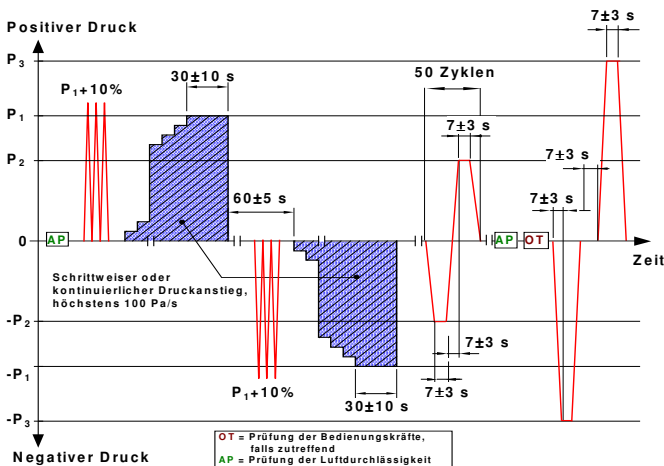 Positiver Druck
7±3 s
P₃
30±10 s
50 Zyklen
P₁+10%
P₁
7±3 s
P₂
7±3 s
60±5 s
7±3 s
0
AP
AP
OT
Zeit
Schrittweiser oder
kontinuierlicher Druckanstieg,
höchstens 100 Pa/s
-P₂
7±3 s
-P₁
P₁+10%
7±3 s
30±10 s
-P₃
Negativer Druck
OT = Prüfung der Bedienungskräfte,
falls zutreffend
AP = Prüfung der Luftdurchlässigkeit